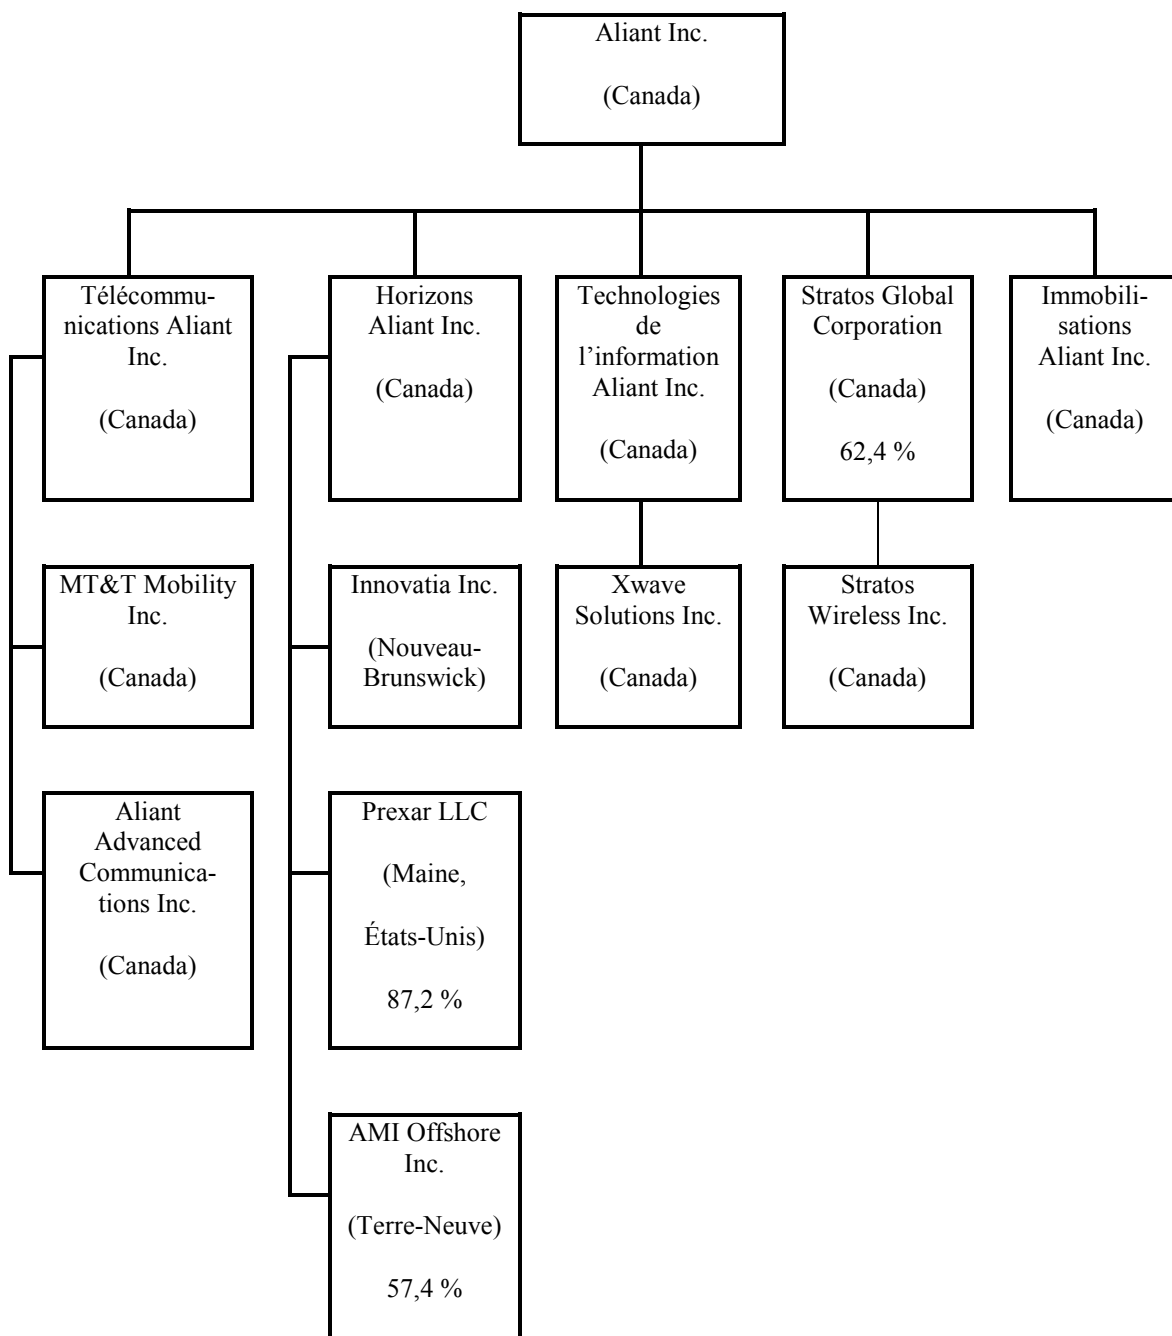 Aliant Inc.
(Canada)
Télécommu-
nications Aliant
Inc.
(Canada)
Horizons
Aliant Inc.
(Canada)
Technologies
de
l'information
Aliant Inc.
(Canada)
Stratos Global
Corporation
(Canada)
62,4 %
Immobili-
sations
Aliant Inc.
(Canada)
MT&T Mobility
Inc.
(Canada)
Innovatia Inc.
(Nouveau-
Brunswick)
Xwave
Solutions Inc.
(Canada)
Stratos
Wireless Inc.
(Canada)
Aliant
Advanced
Communica-
tions Inc.
(Canada)
Prexar LLC
(Maine,
États-Unis)
87,2 %
AMI Offshore
Inc.
(Terre-Neuve)
57,4 %